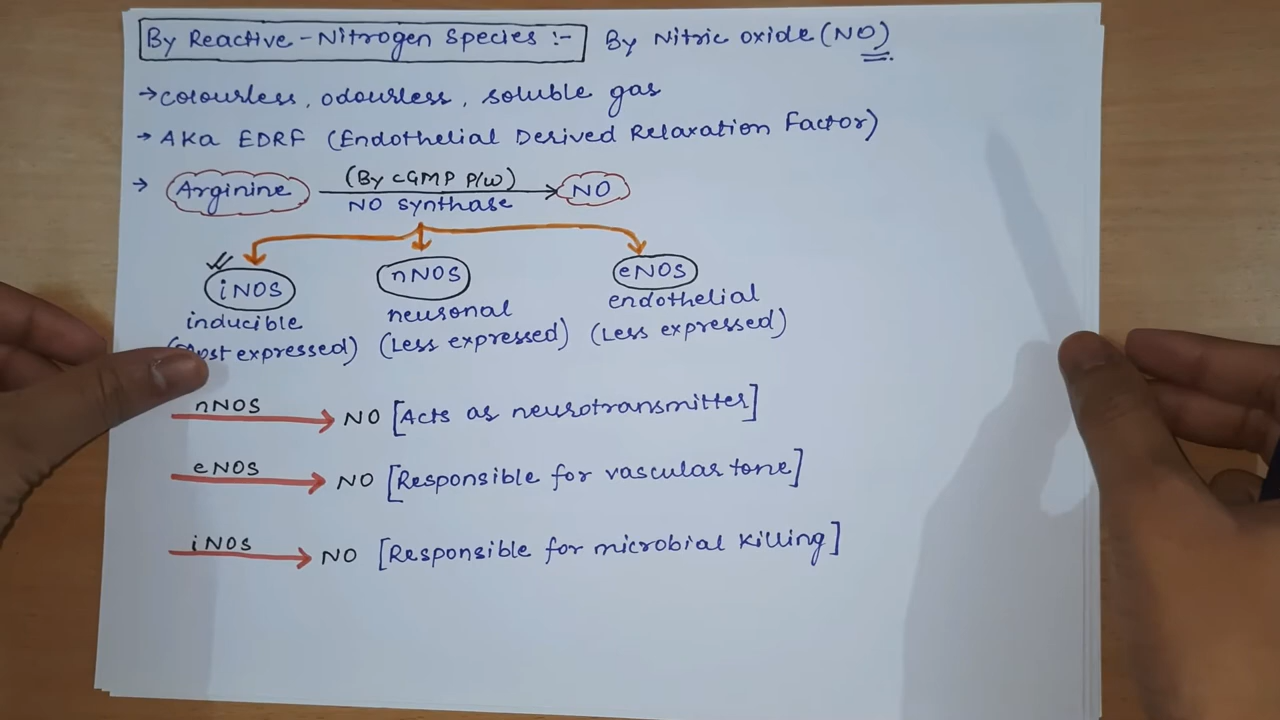 By Reactive-Nitrogen Species :- By Nitric oxide (NO)
→ colourless, odourless, soluble gas
→ AKa EDRF (Endothelial Derived Relaxation Factor)
→ Arginine (By cGMP P/w) NO synthase → NO
iNOS nNOS eNOS
inducible neuronal endothelial
expressed) (Less expressed) (Less expressed)
nNOS → NO [Acts as neurotransmitter]
eNOS → NO [Responsible for vascular tone]
iNOS → NO [Responsible for microbial killing]